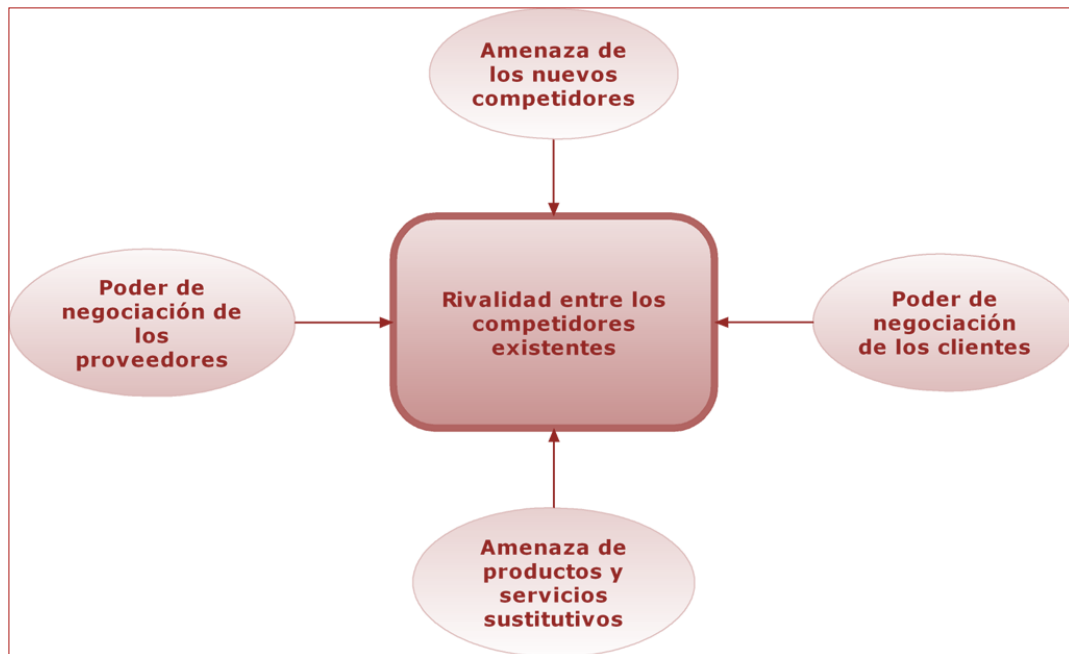 Amenaza de
los nuevos
competidores
Poder de
negociación de
los
proveedores
Rivalidad entre los
competidores
existentes
Poder de
negociación
de los clientes
Amenaza de
productos y
servicios
sustitutivos